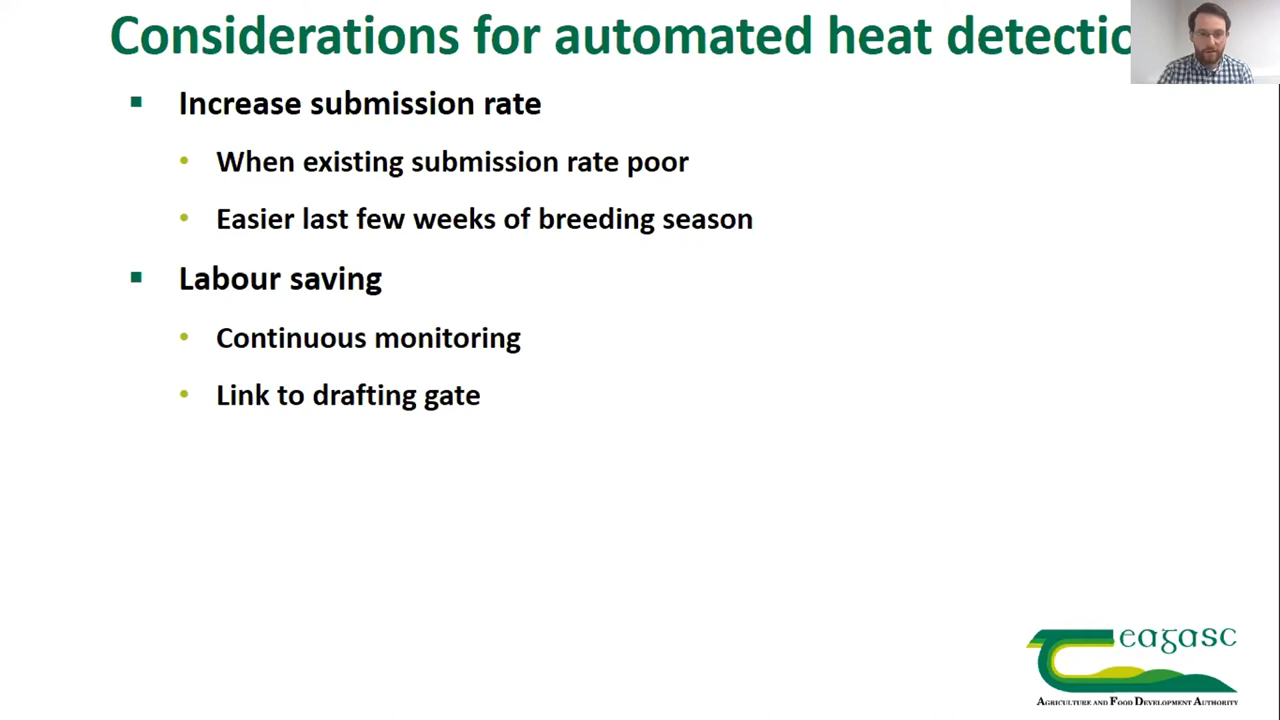 Considerations for automated heat detectio
Increase submission rate
When existing submission rate poor
Easier last few weeks of breeding season
Labour saving
Continuous monitoring
Link to drafting gate
eagasc
AGRICULTURE AND FOOD DEVELOPMENT AUTHORITY